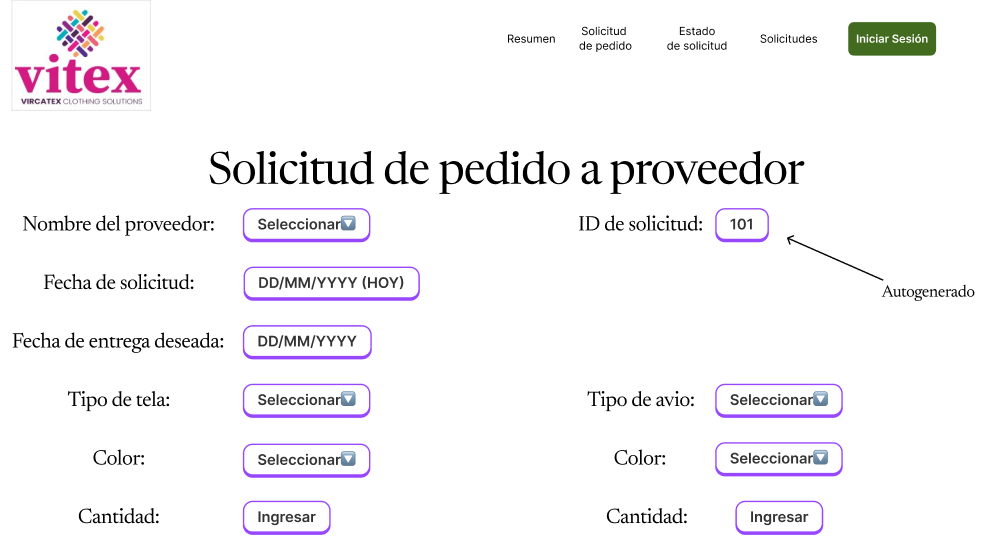 vitex
VIRCATEX CLOTHING SOLUTIONS
Resumen
Solicitud
de pedido
Estado
de solicitud
Solicitudes
Iniciar Sesión
Solicitud de pedido a proveedor
Nombre del proveedor: Seleccionar
ID de solicitud: 101
Fecha de solicitud: DD/MM/YYYY (HOY)
Autogenerado
Fecha de entrega deseada: DD/MM/YYYY
Tipo de tela: Seleccionar
Tipo de avio: Seleccionar
Color: Seleccionar
Color: Seleccionar
Cantidad: Ingresar
Cantidad: Ingresar